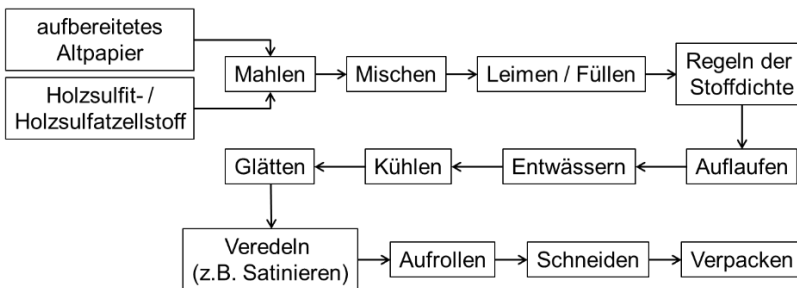 aufbereitetes
Altpapier
Holzsulfit- /
Holzsulfatzellstoff
Mahlen
Mischen
Leimen / Füllen
Regeln der
Stoffdichte
Auflaufen
Entwässern
Kühlen
Glätten
Veredeln
(z.B. Satinieren)
Aufrollen
Schneiden
Verpacken